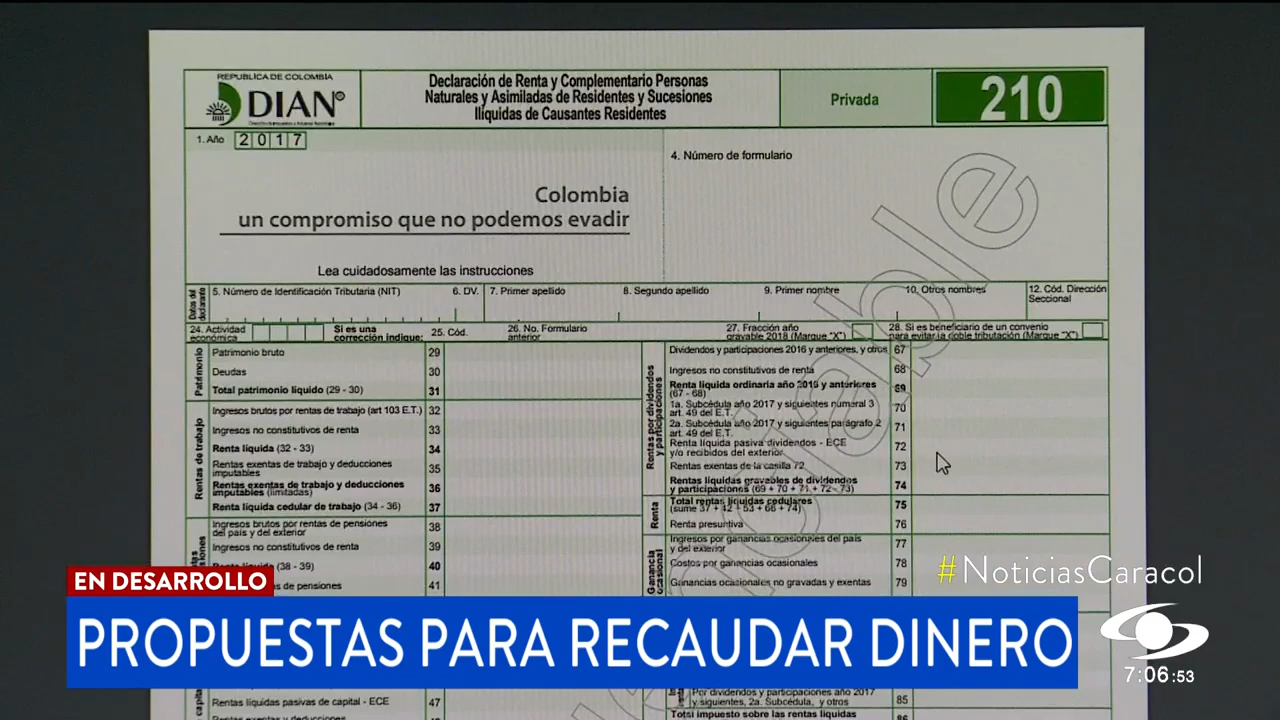 REPUBLICA DE COLOMBIA
DIAN
Declaración de Renta y Complementario Personas
Naturales y Asimiladas de Residentes y Sucesiones
Ilíquidas de Causantes Residentes
Privada
210
1. Año 2017
4. Número de formulario
Colombia
un compromiso que no podemos evadir
Lea cuidadosamente las instrucciones
Datos del declarante
5. Número de Identificación Tributaria (NIT)
6. DV.
7. Primer apellido
8. Segundo apellido
9. Primer nombre
10. Otros nombres
12. Cód. Dirección
Seccional
24. Actividad
económica
Si es una
corrección indique:
25. Cód.
26. No. Formulario
anterior
27. Fracción año
gravable 2018 (Marque "X")
28. Si es beneficiario de un convenio
para evitar la doble tributación (Marque "X")
Patrimonio
Patrimonio bruto 29
Deudas 30
Total patrimonio líquido (29 - 30) 31
Rentas de trabajo
Ingresos brutos por rentas de trabajo (art 103 E.T.) 32
Ingresos no constitutivos de renta 33
Renta líquida (32 - 33) 34
Rentas exentas de trabajo y deducciones
imputables 35
Rentas exentas de trabajo y deducciones
imputables (limitadas) 36
Renta líquida cedular de trabajo (34 - 36) 37
Ingresos brutos por rentas de pensiones
del país y del exterior 38
Ingresos no constitutivos de renta 39
(38 - 39) 40
de pensiones 41
Rentas por dividendos
y participaciones
Dividendos y participaciones 2016 y anteriores, y otros 67
Ingresos no constitutivos de renta 68
Renta líquida ordinaria año 2016 y anteriores
(67 - 68) 69
1a. Subcédula año 2017 y siguientes numeral 3
art. 49 del E.T. 70
2a. Subcédula año 2017 y siguientes parágrafo 2
art. 49 del E.T. 71
Renta líquida pasiva dividendos - ECE
y/o recibidos del exterior 72
Rentas exentas de la casilla 72 73
Rentas líquidas gravables de dividendos
y participaciones (69 + 70 + 71 + 72 - 73) 74
Renta
Total rentas líquidas cedulares
(sume 37 + 42 + 53 + 66 + 74) 75
Renta presuntiva 76
Ganancia
ocasional
Ingresos por ganancias ocasionales del país
y del exterior 77
Costos por ganancias ocasionales 78
Ganancias ocasionales no gravadas y exentas 79
#NoticiasCaracol
EN DESARROLLO
PROPUESTAS PARA RECAUDAR DINERO
7:06:53
Rentas líquidas pasivas de capital - ECE 47
Por dividendos y participaciones año 2017
y siguientes, 2a. Subcédula, y otros 85
Total impuesto sobre las rentas líquidas